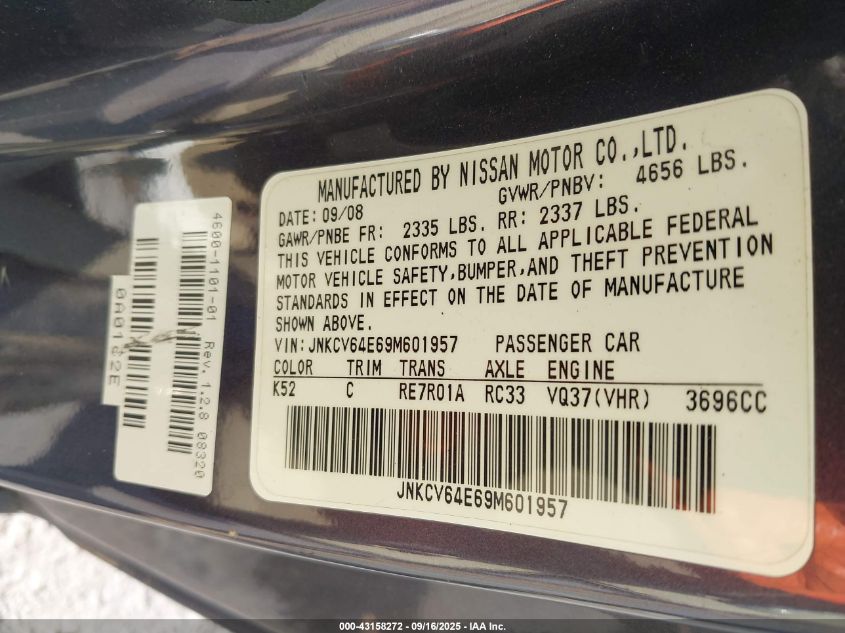 MANUFACTURED BY NISSAN MOTOR CO.,LTD.
DATE: 09/08 GVWR/PNBV: 4656 LBS.
GAWR/PNBE FR: 2335 LBS. RR: 2337 LBS.
THIS VEHICLE CONFORMS TO ALL APPLICABLE FEDERAL
MOTOR VEHICLE SAFETY,BUMPER,AND THEFT PREVENTION
STANDARDS IN EFFECT ON THE DATE OF MANUFACTURE
SHOWN ABOVE.
VIN:JNKCV64E69M601957 PASSENGER CAR
COLOR TRIM TRANS AXLE ENGINE
K52 C RE7R01A RC33 VQ37(VHR) 3696CC
JNKCV64E69M601957
4600-1101-01 Rev.1.2.8 08320
000-43158272 - 09/16/2025 - IAA Inc.